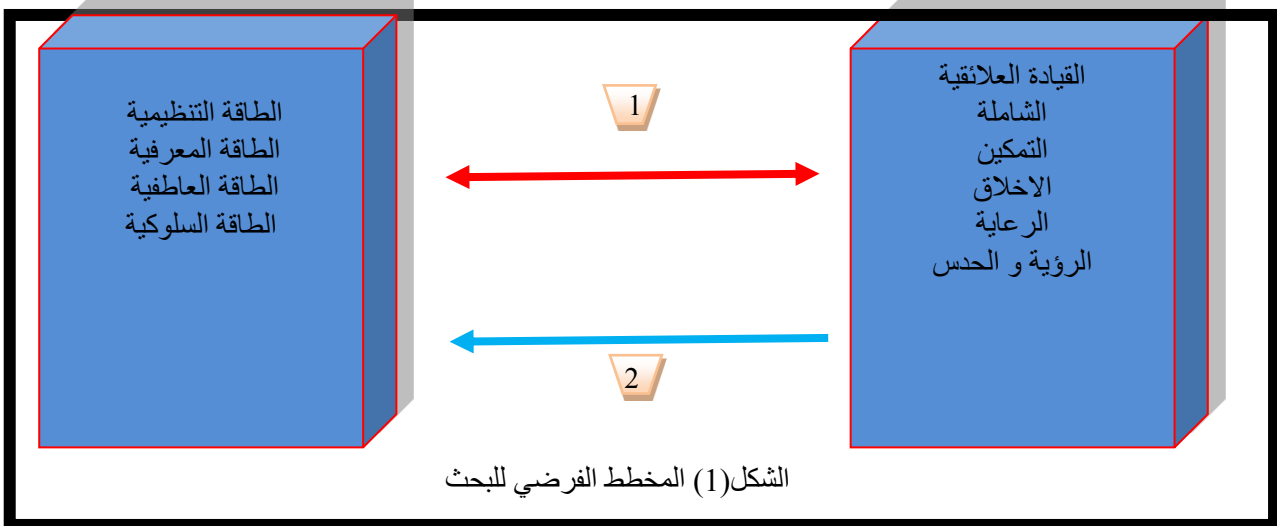 القيادة العلائقية
الشاملة
التمكين
الاخلاق
الرعاية
الرؤية و الحدس
1
2
الطاقة التنظيمية
الطاقة المعرفية
الطاقة العاطفية
الطاقة السلوكية
الشكل(1) المخطط الفرضي للبحث